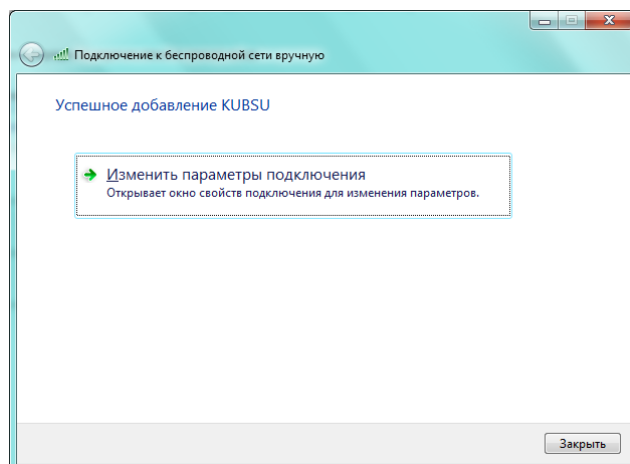 Подключение к беспроводной сети вручную
Успешное добавление KUBSU
Изменить параметры подключения
Открывает окно свойств подключения для изменения параметров.
Закрыть